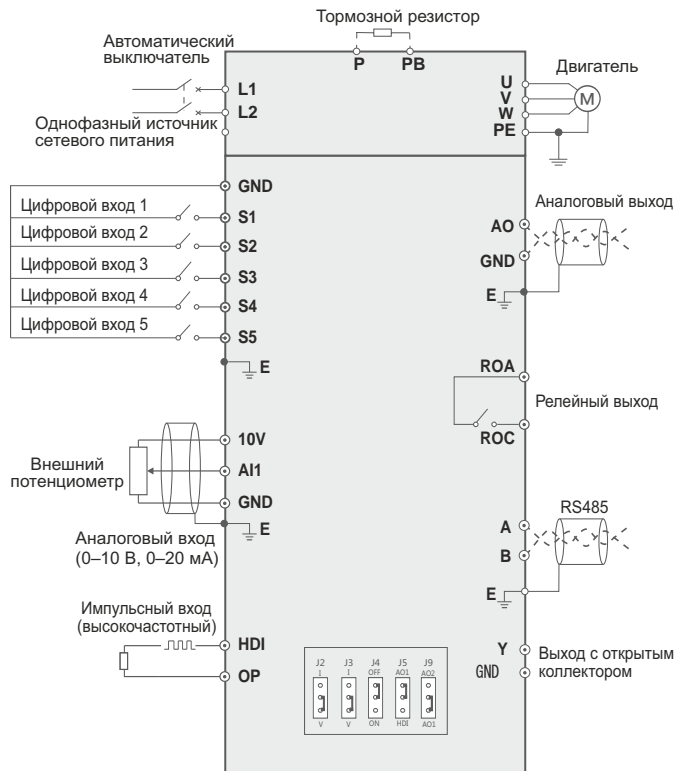 Тормозной резистор
Автоматический
выключатель
P
PB
L1
L2
Однофазный источник
сетевого питания
U
V
W
PE
Двигатель
M
GND
Цифровой вход 1
S1
Цифровой вход 2
S2
Цифровой вход 3
S3
Цифровой вход 4
S4
Цифровой вход 5
S5
E
Аналоговый выход
AO
GND
E
ROA
Релейный выход
ROC
10V
Внешний
потенциометр
AI1
GND
E
Аналоговый вход
(0–10 В, 0–20 мА)
RS485
A
B
E
Импульсный вход
(высокочастотный)
HDI
OP
Y
GND
Выход с открытым
коллектором
J2 J3 J4 J5 J9
I I OFF AO1 AO2
V V ON HDI AO1